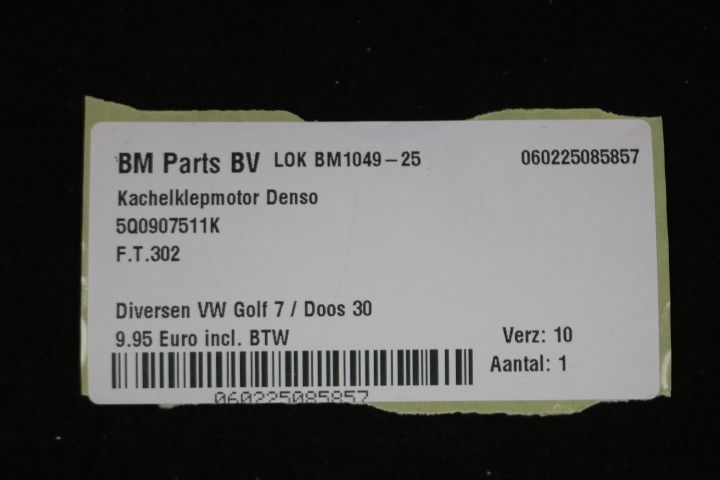 BM Parts BV LOK BM1049-25 060225085857
Kachelklepmotor Denso
5Q0907511K
F.T.302
Diversen VW Golf 7 / Doos 30
9.95 Euro incl. BTW Verz: 10
Aantal: 1
060225085857